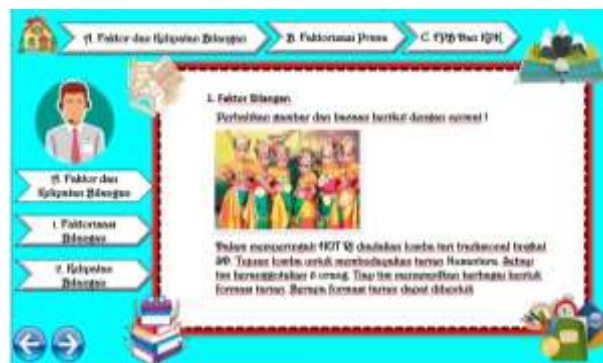 A. Faktor dan Kelipatan Bilangan
B. Faktorisasi Prima
C. FPB Dan KPK
A. Faktor dan
Kelipatan Bilangan
1. Faktorisasi
Bilangan
2. Kelipatan
Bilangan
1. Faktor Bilangan
Perhatikan gambar dan bacaan berikut dengan cermat !
Dalam memperingati HUT RI diadakan lomba tari tradisional tingkat
SD. Tujuan lomba untuk membudayakan tarian Nusantara. Setiap
tim beranggotakan 6 orang. Tiap tim menampilkan berbagai bentuk
formasi tarian. Berapa formasi tarian dapat dibentuk